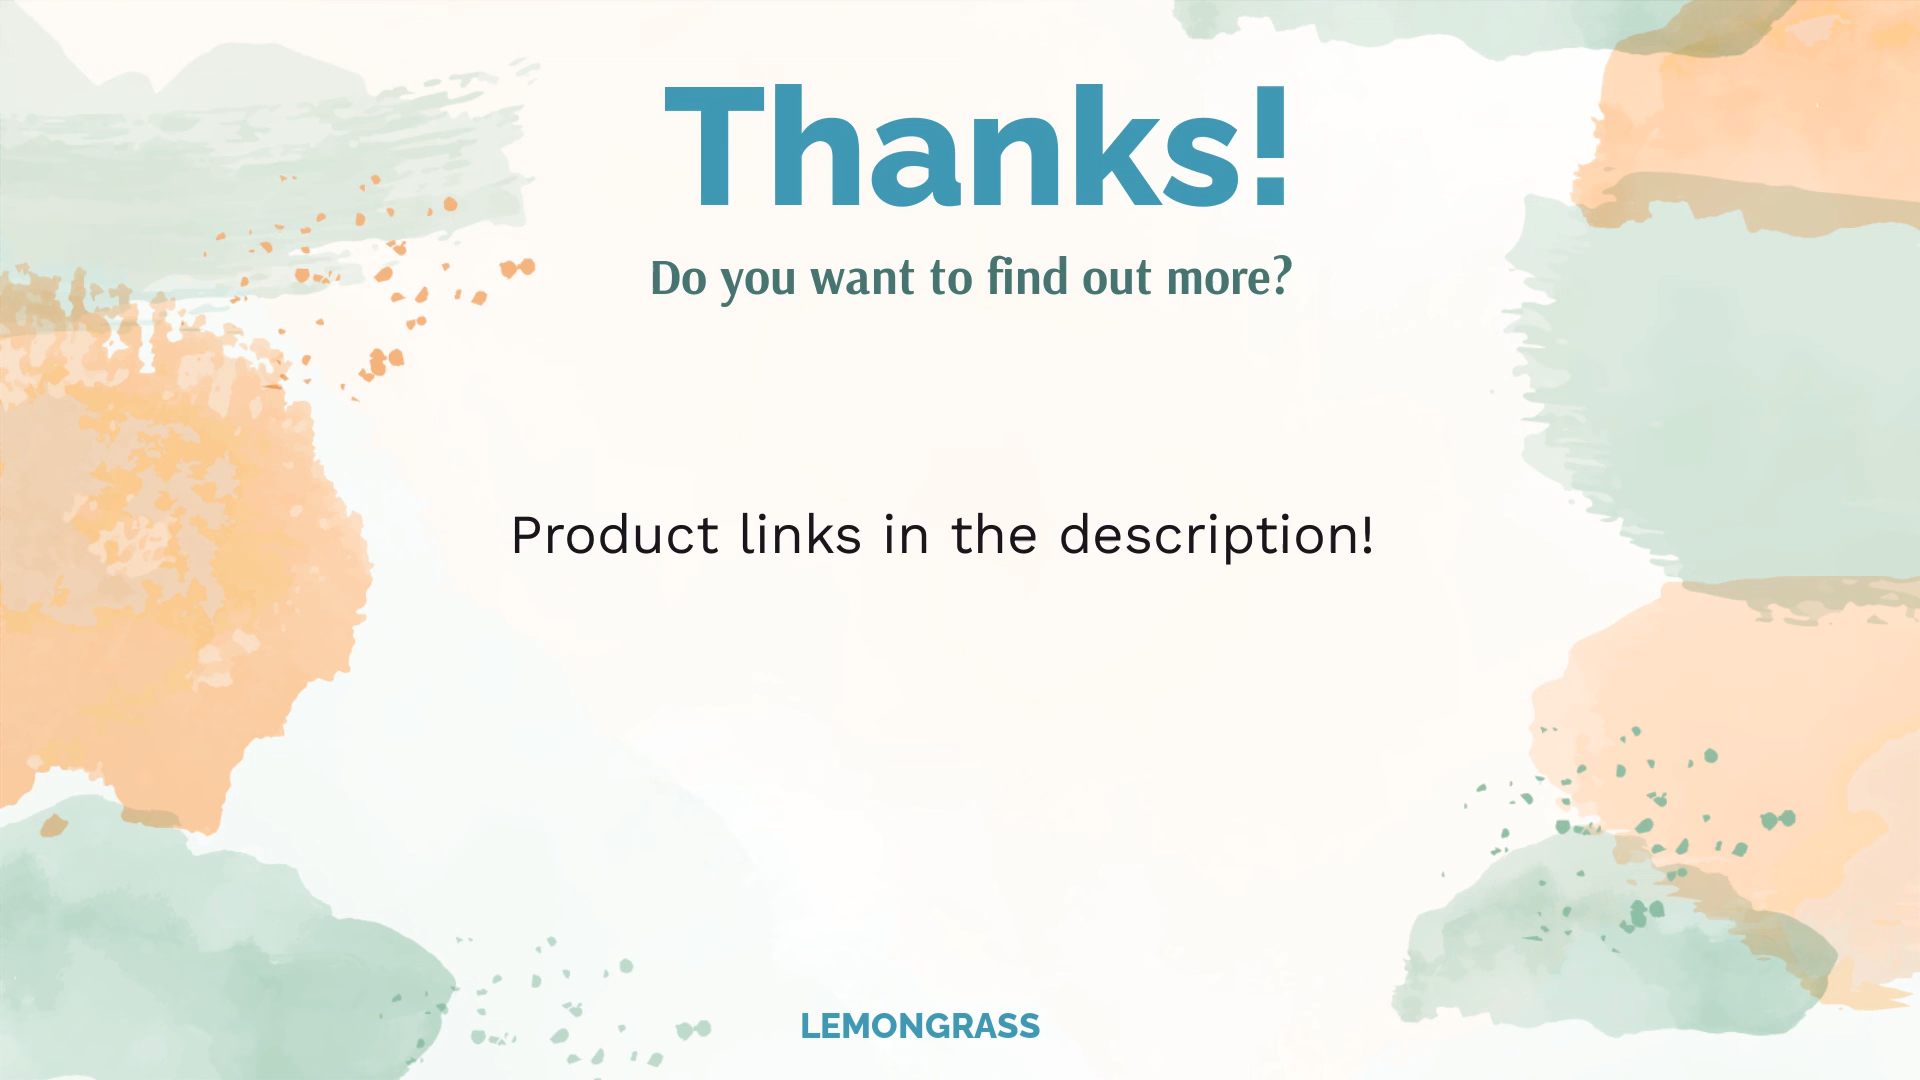 Thanks!
Do you want to find out more?
Product links in the description!
LEMONGRASS